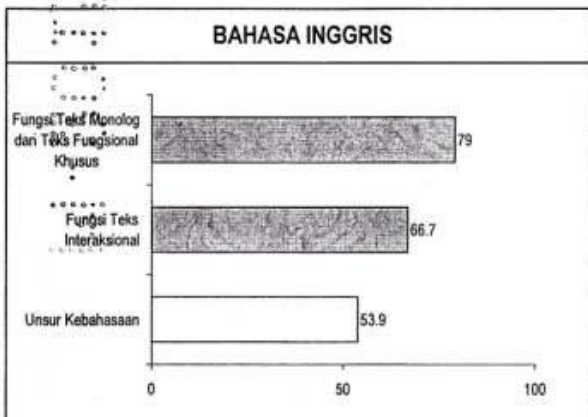 BAHASA INGGRIS
Fungsi Teks Monolog
dan Teks Fungsional
Khusus
79
Fungsi Teks
Interaksional
66.7
Unsur Kebahasaan
53.9
0
50
100